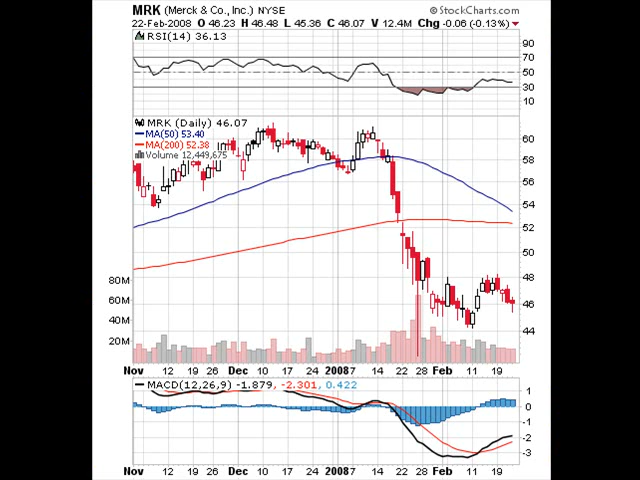 MRK (Merck & Co., Inc.) NYSE © StockCharts.com
22-Feb-2008 O 46.23 H 46.48 L 45.36 C 46.07 V 12.4M Chg -0.06 (-0.13%)
RSI(14) 36.13
90
70
50
30
10
MRK (Daily) 46.07
MA(50) 53.40
MA(200) 52.38
Volume 12,449,675
60
58
56
54
52
50
48
46
44
80M
60M
40M
20M
Nov 12 19 26 Dec 10 17 24 2008 7 14 22 28 Feb 11 19
MACD(12,26,9) -1.879, -2.301, 0.422
1
0
-1
-2
-3
Nov 12 19 26 Dec 10 17 24 2008 7 14 22 28 Feb 11 19